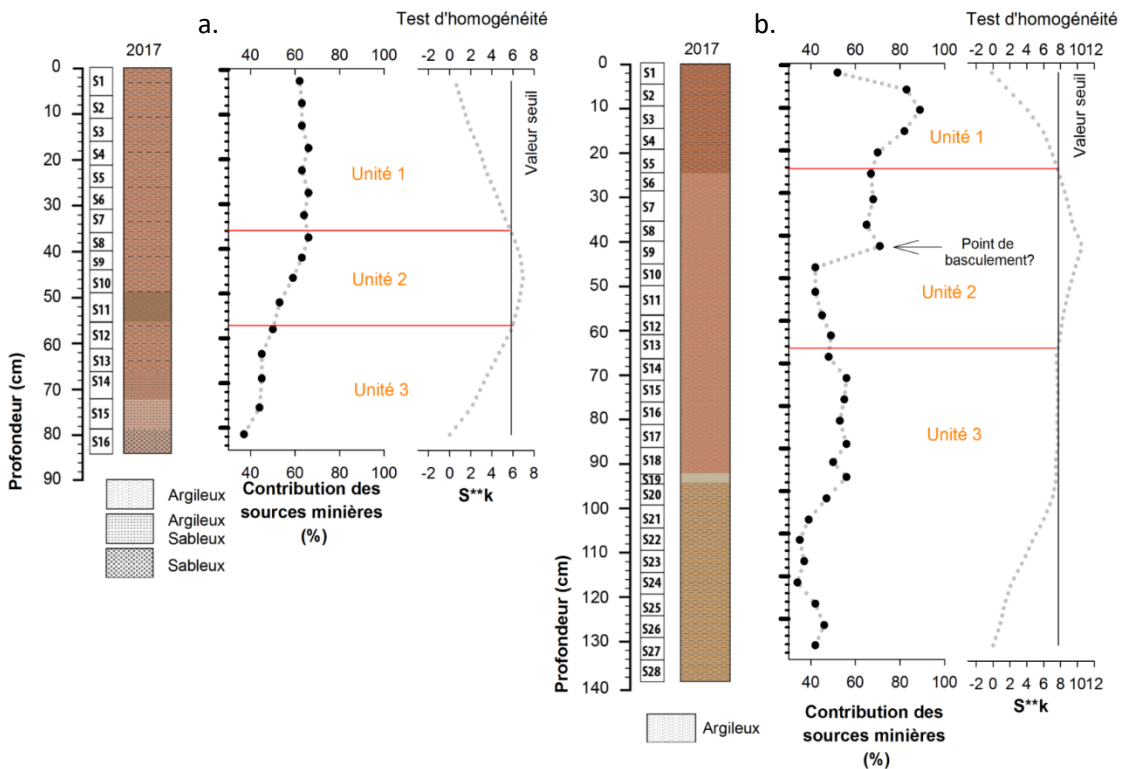 a.
Test d'homogénéité
2017
40 60 80 100
-2 0 2 4 6 8
0
10
20
30
40
50
60
70
80
90
Profondeur (cm)
S1
S2
S3
S4
S5
S6
S7
S8
S9
S10
S11
S12
S13
S14
S15
S16
Unité 1
Unité 2
Unité 3
Valeur seuil
40 60 80 100
-2 0 2 4 6 8
Contribution des
sources minières
(%)
S**k
Argileux
Argileux
Sableux
Sableux
b.
Test d'homogénéité
2017
40 60 80 100
-2 0 2 4 6 8 1012
0
10
20
30
40
50
60
70
80
90
100
110
120
130
140
Profondeur (cm)
S1
S2
S3
S4
S5
S6
S7
S8
S9
S10
S11
S12
S13
S14
S15
S16
S17
S18
S19
S20
S21
S22
S23
S24
S25
S26
S27
S28
Unité 1
Point de
basculement?
Unité 2
Unité 3
Valeur seuil
40 60 80 100
-2 0 2 4 6 8 1012
Contribution des
sources minières
(%)
S**k
Argileux